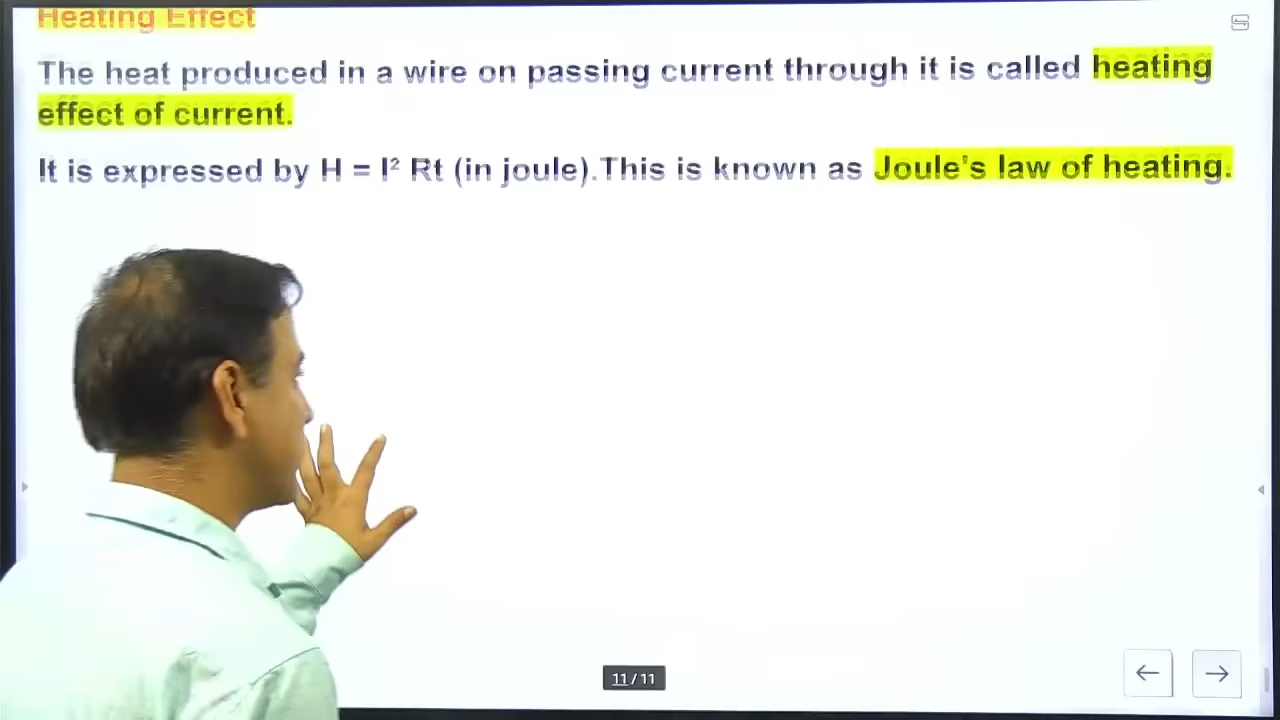 Heating Effect
The heat produced in a wire on passing current through it is called heating
effect of current.
It is expressed by H = I² Rt (in joule).This is known as Joule's law of heating.
11/11